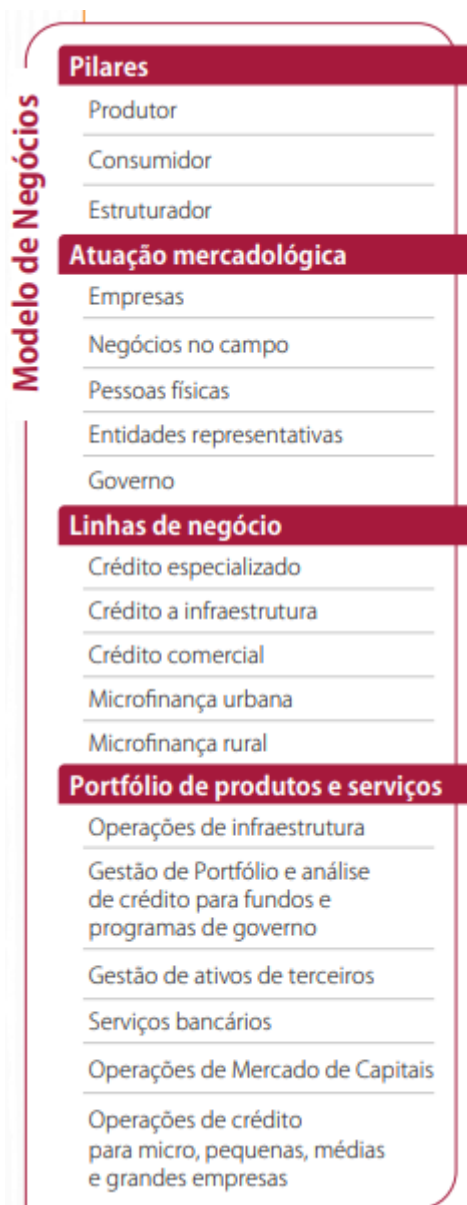 Modelo de Negócios
Pilares
Produtor
Consumidor
Estruturador
Atuação mercadológica
Empresas
Negócios no campo
Pessoas físicas
Entidades representativas
Governo
Linhas de negócio
Crédito especializado
Crédito a infraestrutura
Crédito comercial
Microfinança urbana
Microfinança rural
Portfólio de produtos e serviços
Operações de infraestrutura
Gestão de Portfólio e análise
de crédito para fundos e
programas de governo
Gestão de ativos de terceiros
Serviços bancários
Operações de Mercado de Capitais
Operações de crédito
para micro, pequenas, médias
e grandes empresas